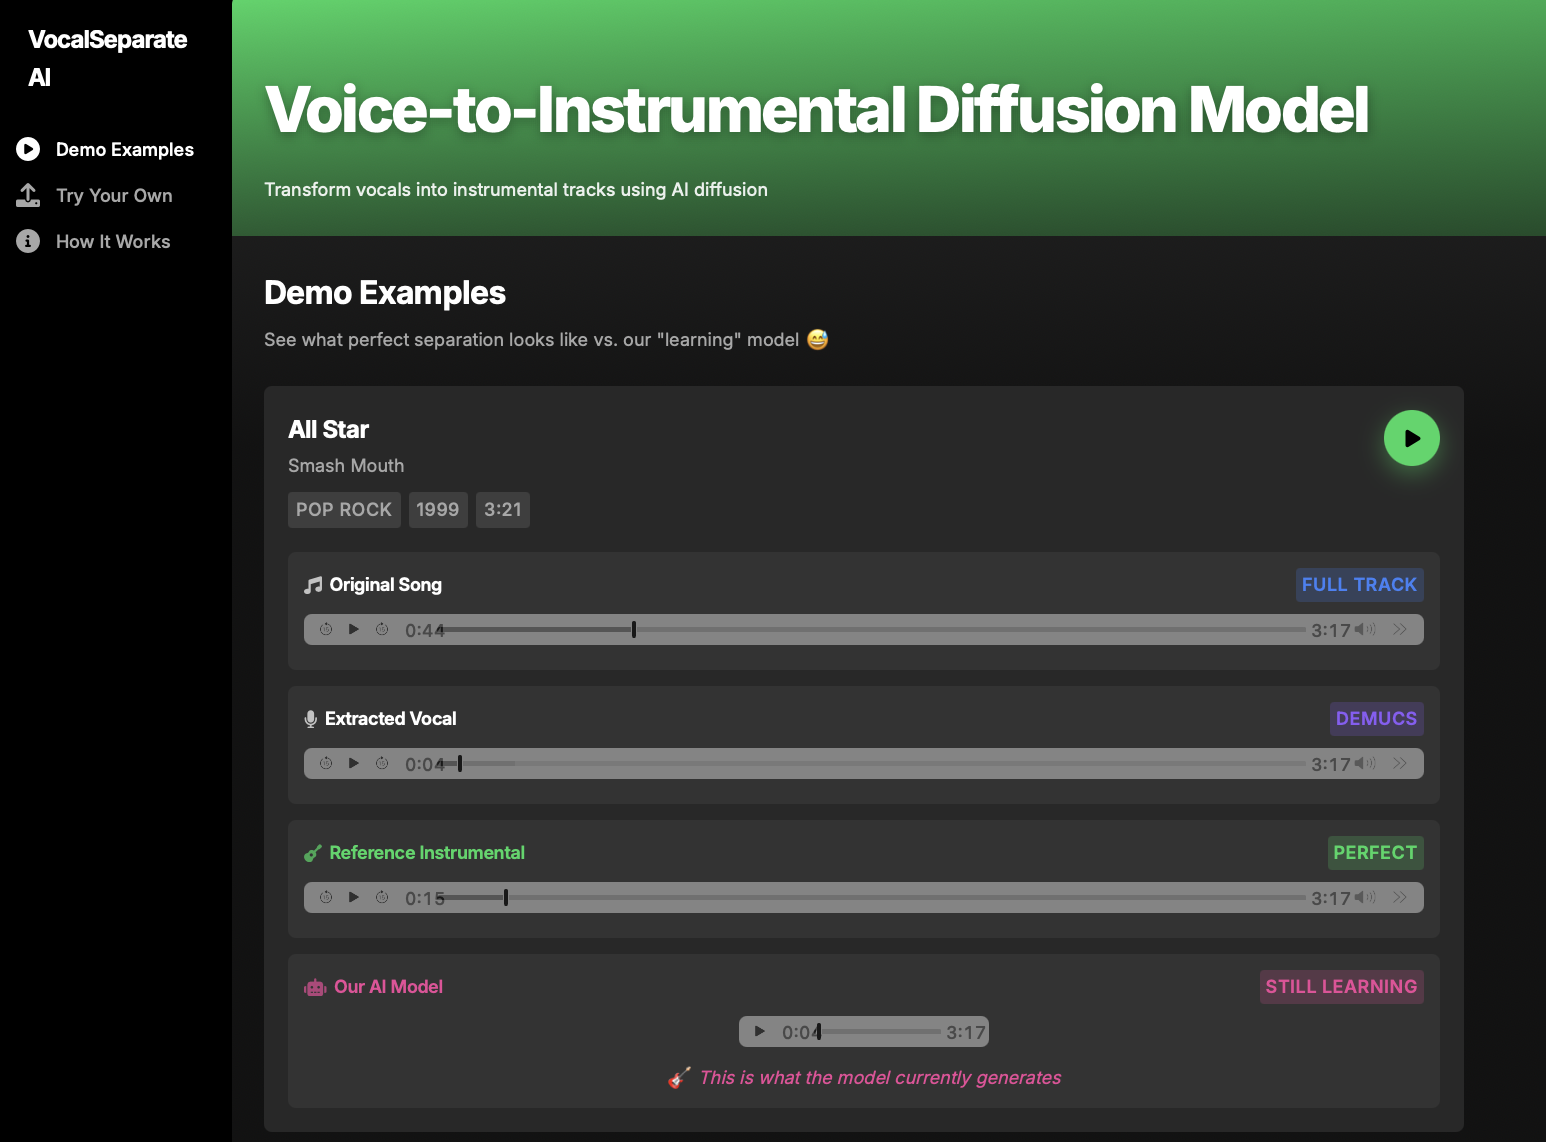 VocalSeparate
AI
Demo Examples
Try Your Own
How It Works
Voice-to-Instrumental Diffusion Model
Transform vocals into instrumental tracks using AI diffusion
Demo Examples
See what perfect separation looks like vs. our "learning" model 😅
All Star
Smash Mouth
POP ROCK 1999 3:21
Original Song FULL TRACK
0:44 3:17
Extracted Vocal DEMUCS
0:04 3:17
Reference Instrumental PERFECT
0:15 3:17
Our AI Model STILL LEARNING
0:04 3:17
🎸 This is what the model currently generates